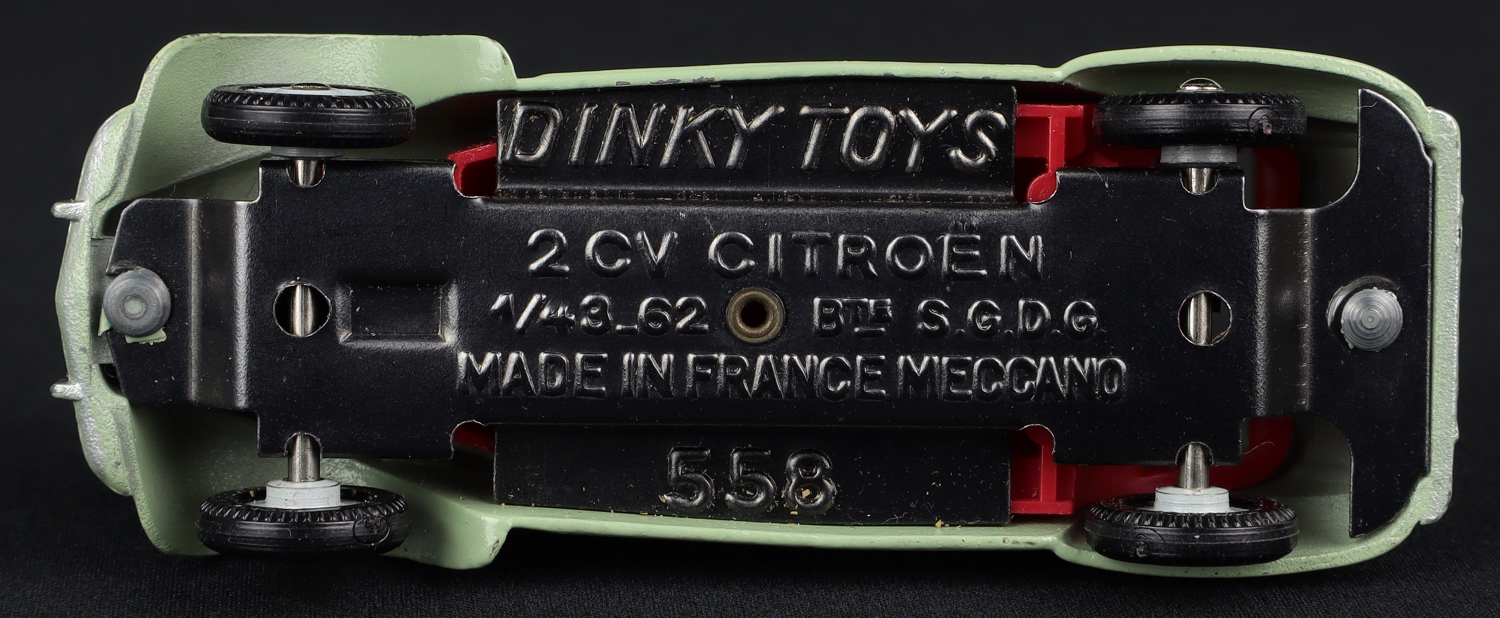 DINKY TOYS
2 CV CITROËN
1/43_62 BTE S.G.D.G.
MADE IN FRANCE MECCANO
558